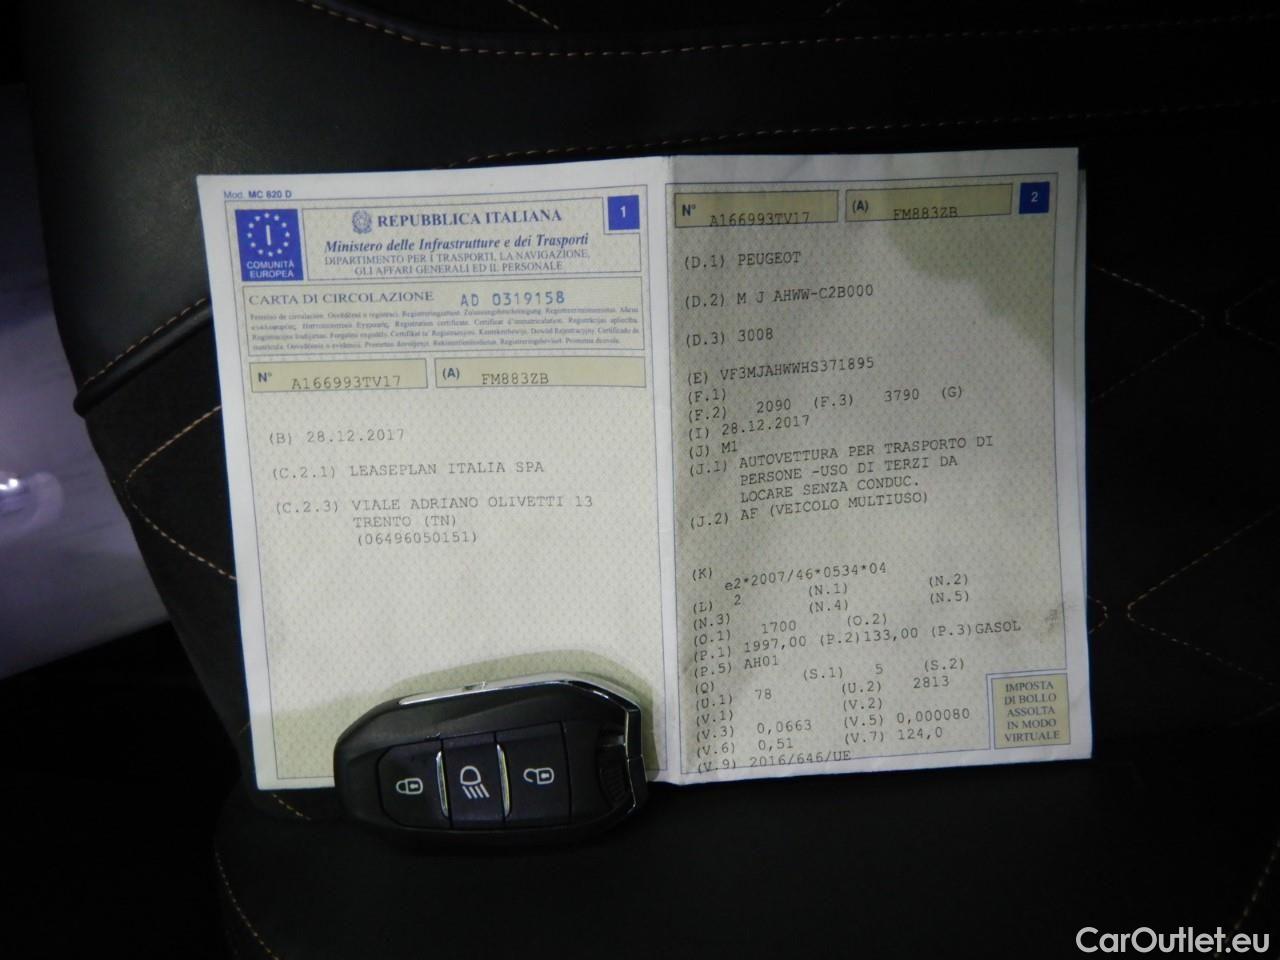 Mod. MC 820 D
I
COMUNITÀ
EUROPEA
REPUBBLICA ITALIANA
1
Ministero delle Infrastrutture e dei Trasporti
DIPARTIMENTO PER I TRASPORTI, LA NAVIGAZIONE,
GLI AFFARI GENERALI ED IL PERSONALE
CARTA DI CIRCOLAZIONE AD 0319158
N° A166993TV17 (A) FM883ZB
(B) 28.12.2017
(C.2.1) LEASEPLAN ITALIA SPA
(C.2.3) VIALE ADRIANO OLIVETTI 13
TRENTO (TN)
(06496050151)
N° A166993TV17 (A) FM883ZB
2
(D.1) PEUGEOT
(D.2) M J AHWW-C2B000
(D.3) 3008
(E) VF3MJAHWWHS371895
(F.1)
(F.2) 2090 (F.3) 3790 (G)
(I) 28.12.2017
(J) M1
(J.1) AUTOVETTURA PER TRASPORTO DI
PERSONE -USO DI TERZI DA
LOCARE SENZA CONDUC.
(J.2) AF (VEICOLO MULTIUSO)
(K) e2*2007/46*0534*04
(L) 2 (N.1) (N.2)
(N.3) (N.4) (N.5)
(O.1) 1700 (O.2)
(P.1) 1997,00 (P.2)133,00 (P.3)GASOL
(P.5) AH01
(Q) (S.1) 5 (S.2)
(U.1) 78 (U.2) 2813
(V.1) (V.2)
(V.3) 0,0663 (V.5) 0,000080
(V.6) 0,51 (V.7) 124,0
(V.9) 2016/646/UE
IMPOSTA
DI BOLLO
ASSOLTA
IN MODO
VIRTUALE
CarOutlet.eu